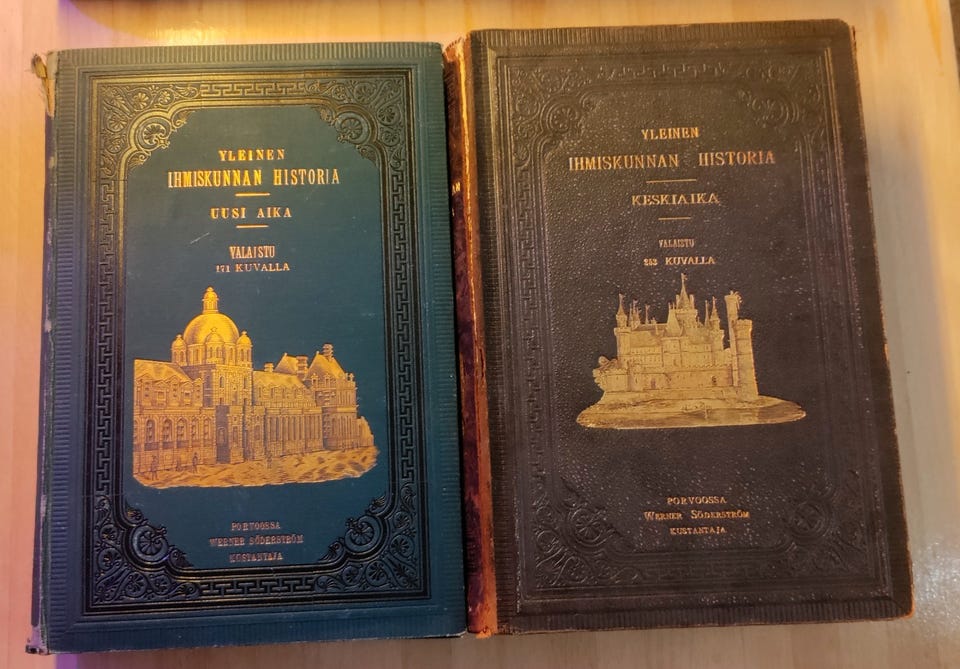 YLEINEN
IHMISKUNNAN HISTORIA
UUSI AIKA
VALAISTU
171 KUVALLA
PORVOOSSA
WERNER SÖDERSTRÖM
KUSTANTAJA
YLEINEN
IHMISKUNNAN HISTORIA
KESKIAIKA
VALAISTU
253 KUVALLA
PORVOOSSA
WERNER SÖDERSTRÖM
KUSTANTAJA